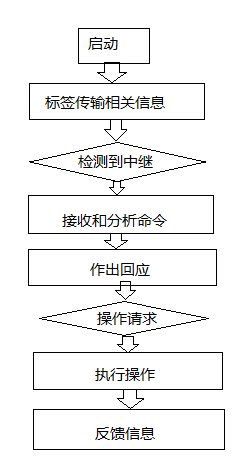 启动
标签传输相关信息
检测到中继
接收和分析命令
作出回应
操作请求
执行操作
反馈信息